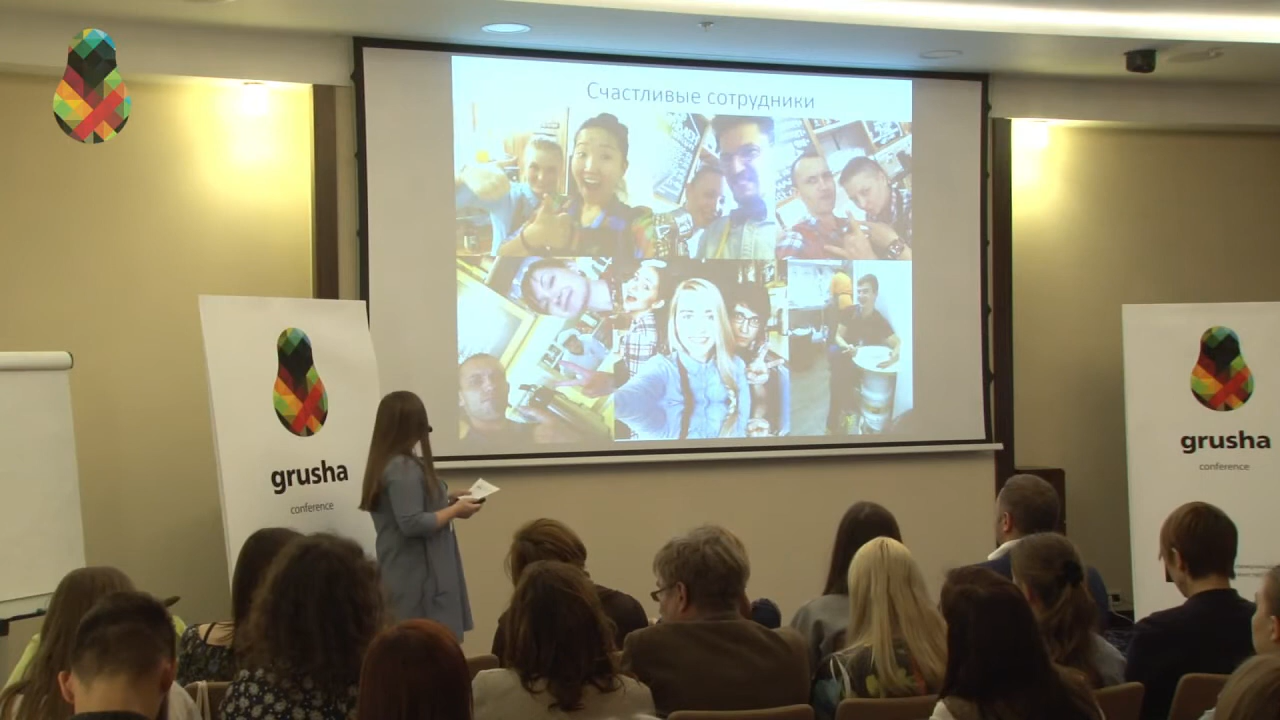 Счастливые сотрудники
grusha
conference
grusha
conference